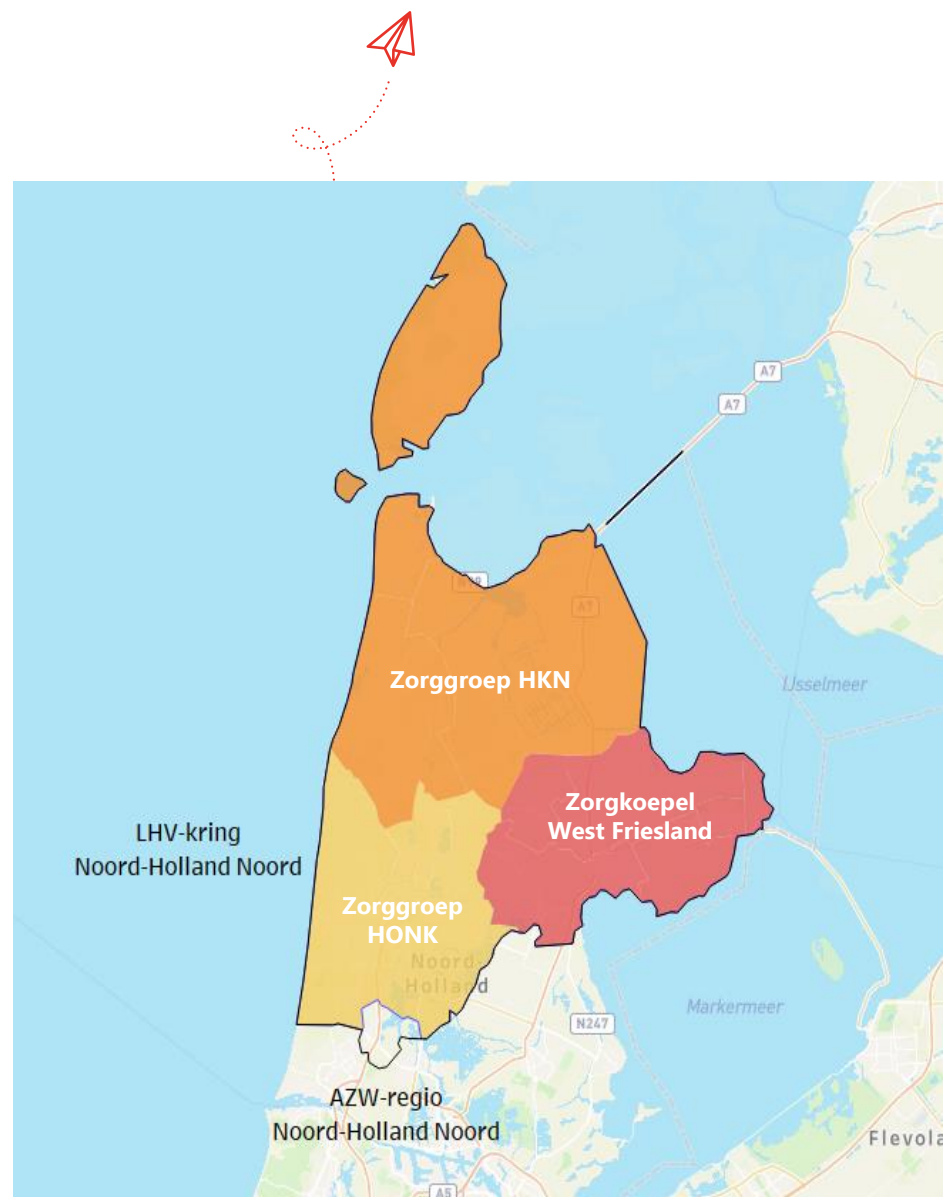 A7
A7
A7
Zorggroep HKN
IJsselmeer
Zorgkoepel
West Friesland
LHV-kring
Noord-Holland Noord
Zorggroep
HONK
Noord-
Holland
Markermeer
N247
AZW-regio
Noord-Holland Noord
Flevola
A5